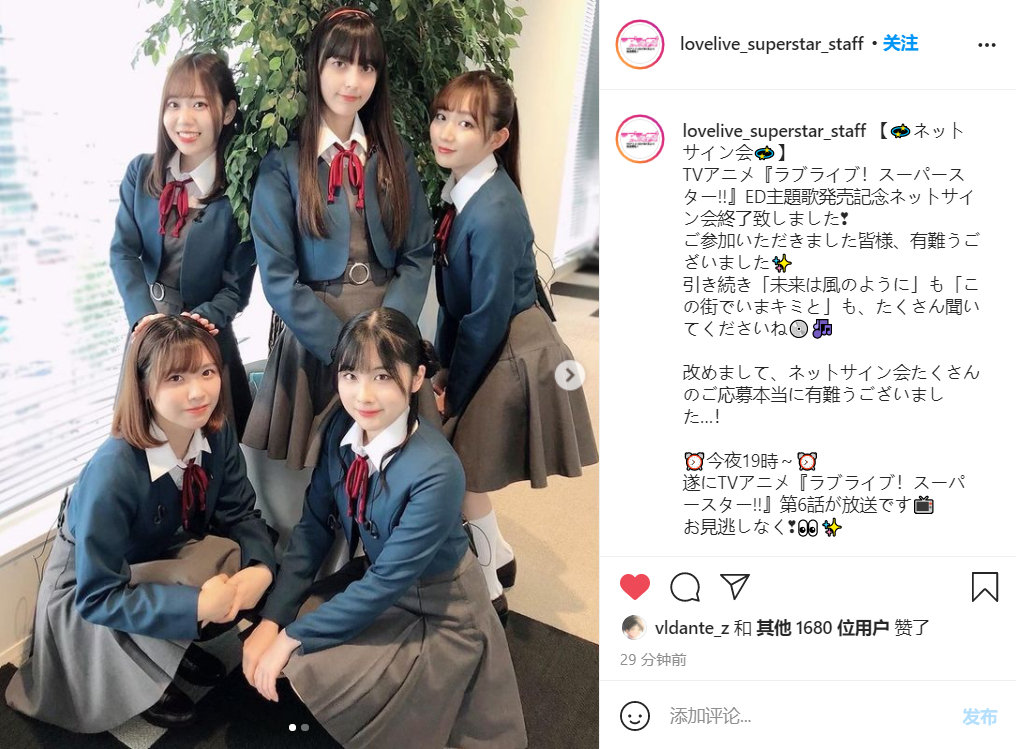 lovelive_superstar_staff • 关注
lovelive_superstar_staff 【🪐ネット
サイン会🪐】
TVアニメ『ラブライブ！スーパース
ター!!』ED主題歌発売記念ネットサイ
ン会終了致しました❣
ご参加いただきました皆様、有難うご
ざいました✨
引き続き「未来は風のように」も「こ
の街でいまキミと」も、たくさん聞い
てくださいね💿🎶
改めまして、ネットサイン会たくさん
のご応募本当に有難うございまし
た...！
⏰今夜19時～⏰
遂にTVアニメ『ラブライブ！スーパ
ースター!!』第6話が放送です📺
お見逃しなく❣👀✨
vldante_z 和 其他 1680 位用户 赞了
29 分钟前
添加评论...
发布